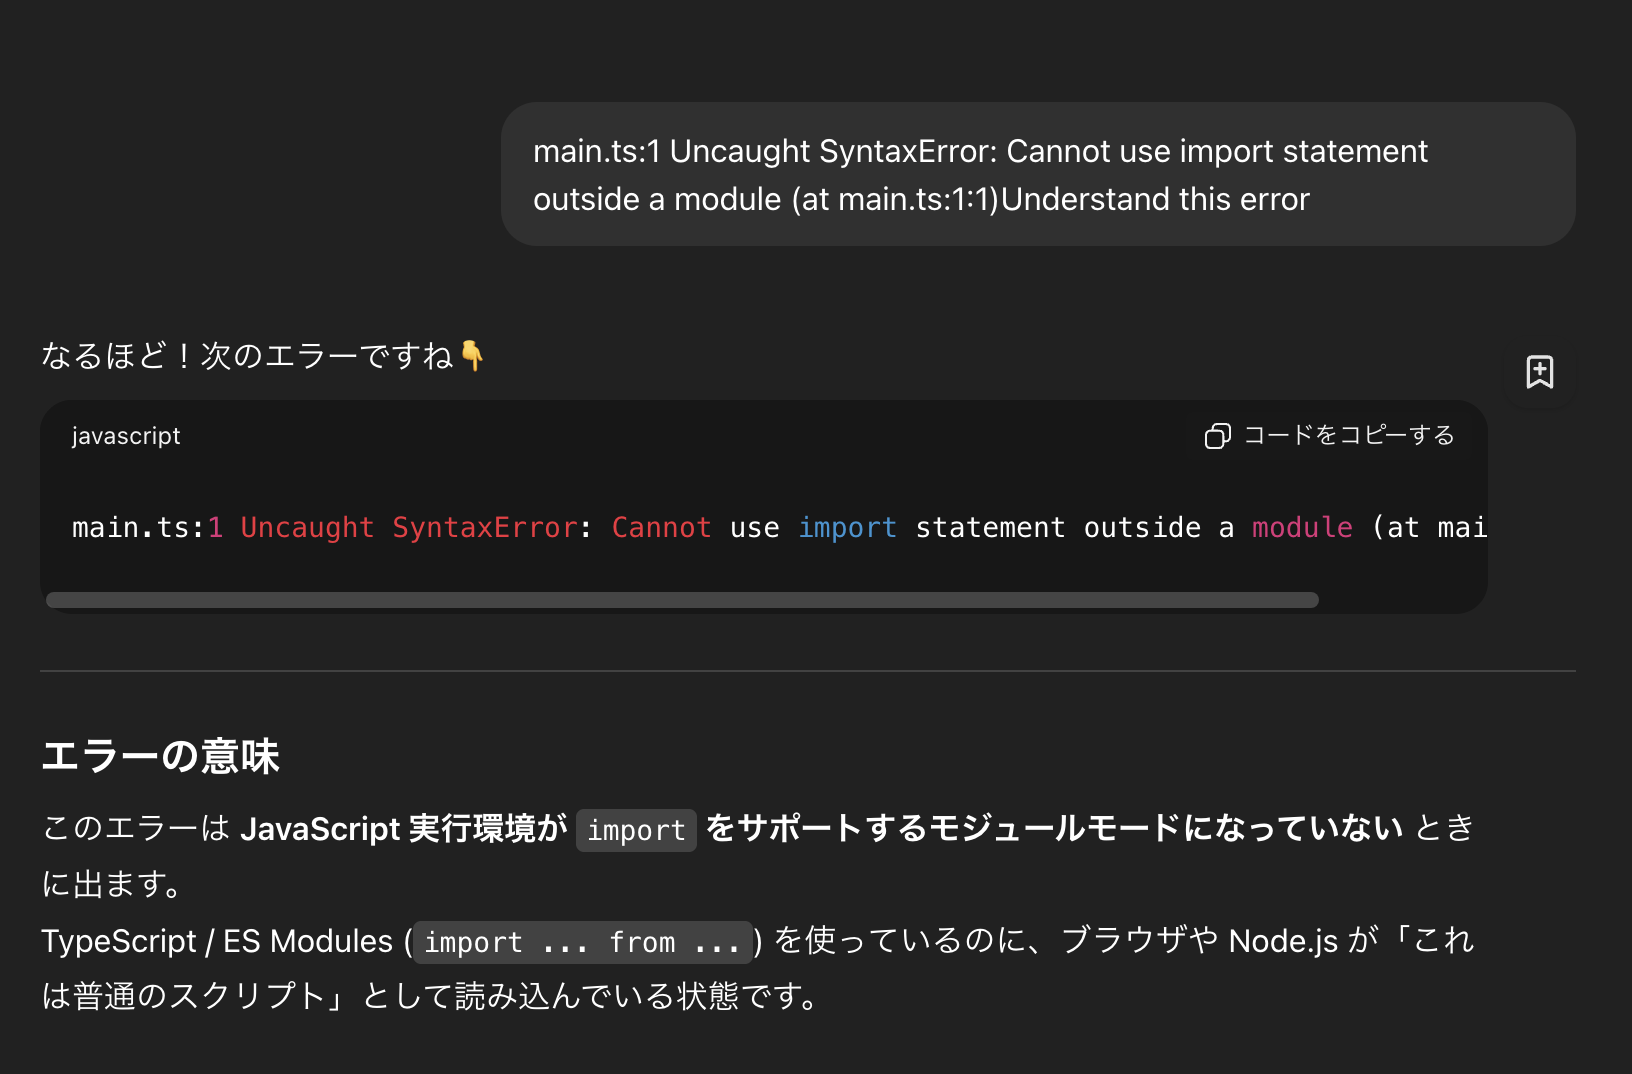 main.ts:1 Uncaught SyntaxError: Cannot use import statement
outside a module (at main.ts:1:1)Understand this error
なるほど！次のエラーですね👇
javascript
コードをコピーする
main.ts:1 Uncaught SyntaxError: Cannot use import statement outside a module (at mai
エラーの意味
このエラーは JavaScript 実行環境が import をサポートするモジュールモードになっていない とき
に出ます。
TypeScript / ES Modules (import ... from ...) を使っているのに、ブラウザや Node.js が「これ
は普通のスクリプト」として読み込んでいる状態です。